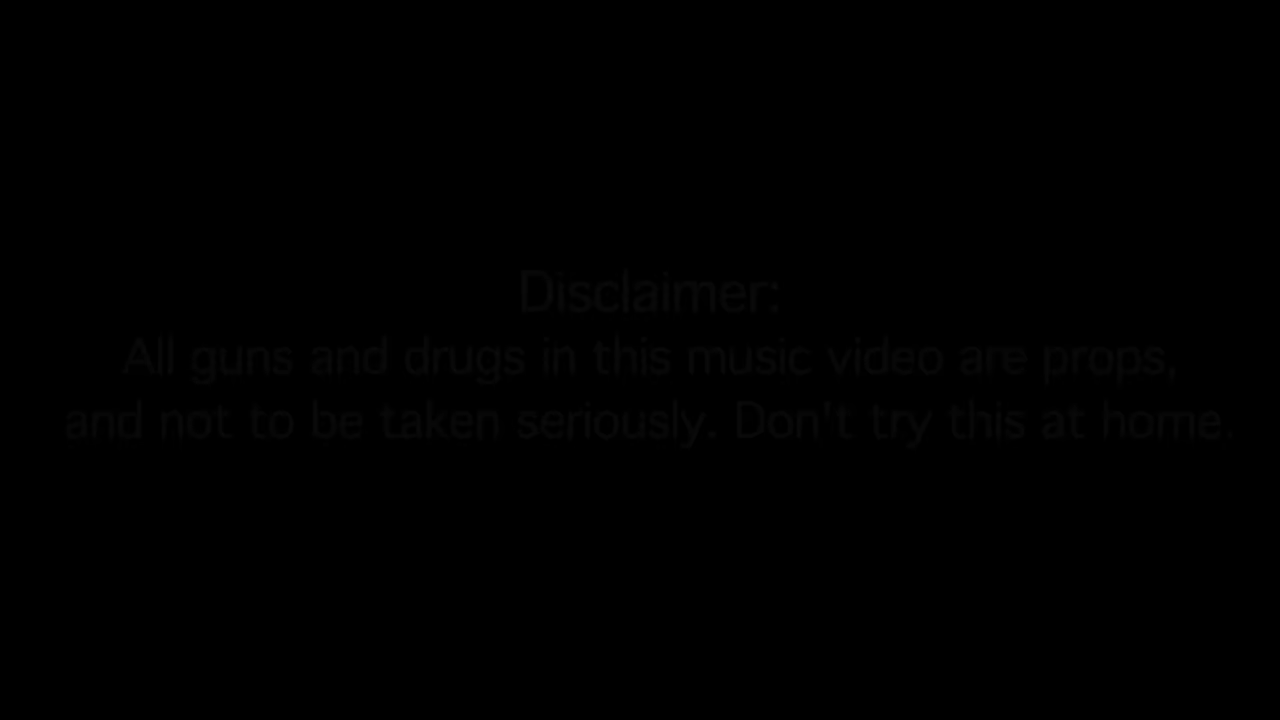 Disclaimer:
All guns and drugs in this music video are props,
and not to be taken seriously. Don't try this at home.